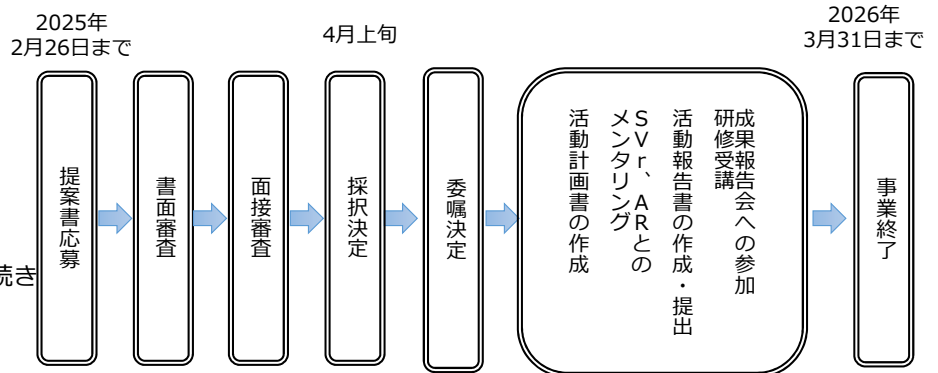 2025年
2月26日まで
4月上旬
2026年
3月31日まで
続き
提案書応募
書面審査
面接審査
採択決定
委嘱決定
活動計画書の作成
SVr、ARとの
メンタリング
活動報告書の作成・提出
成果報告会への参加
研修受講
事業終了